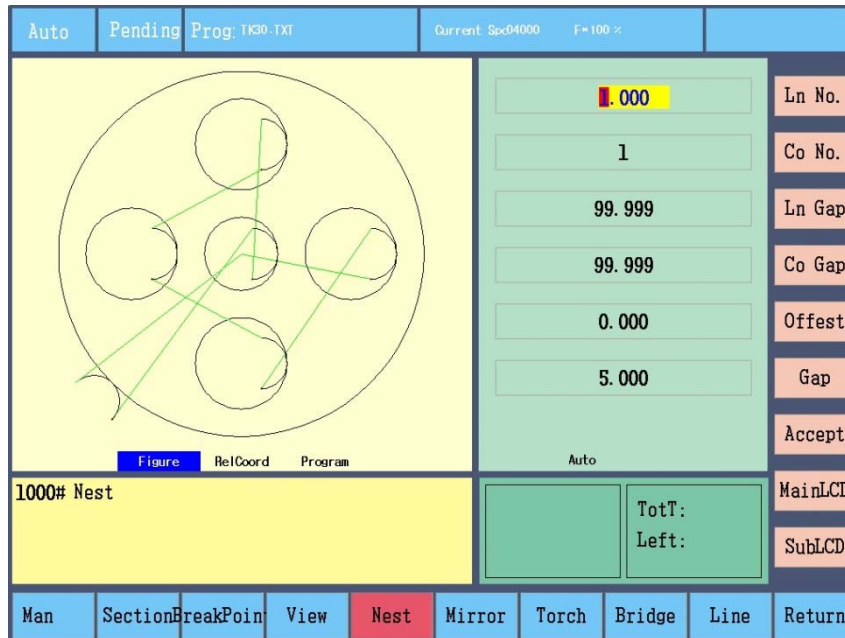 Auto Pending Prog: TK30.TXT Current Spc04000 F=100 %
1.000 Ln No.
1 Co No.
99.999 Ln Gap
99.999 Co Gap
0.000 Offest
5.000 Gap
Accept
Figure RelCoord Program Auto
1000# Nest MainLCD
TotT:
Left: SubLCD
Man Section BreakPoin View Nest Mirror Torch Bridge Line Return